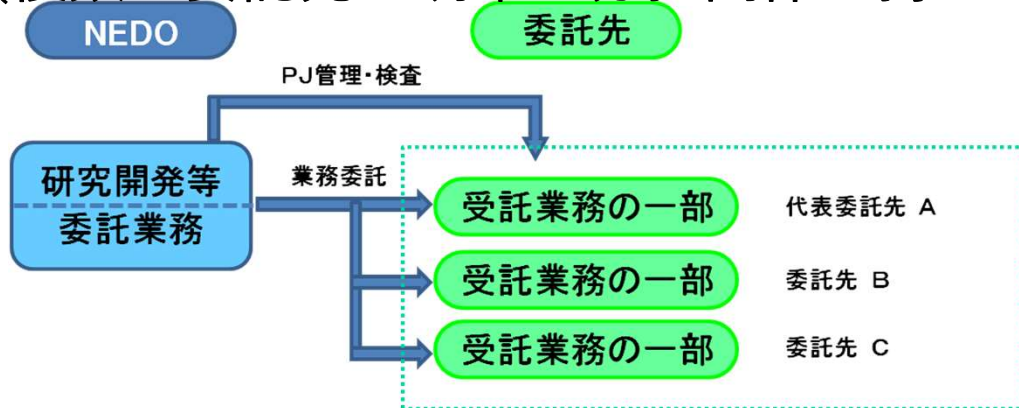 NEDO
委託先
PJ管理・検査
研究開発等
委託業務
業務委託
受託業務の一部 代表委託先 A
受託業務の一部 委託先 B
受託業務の一部 委託先 C